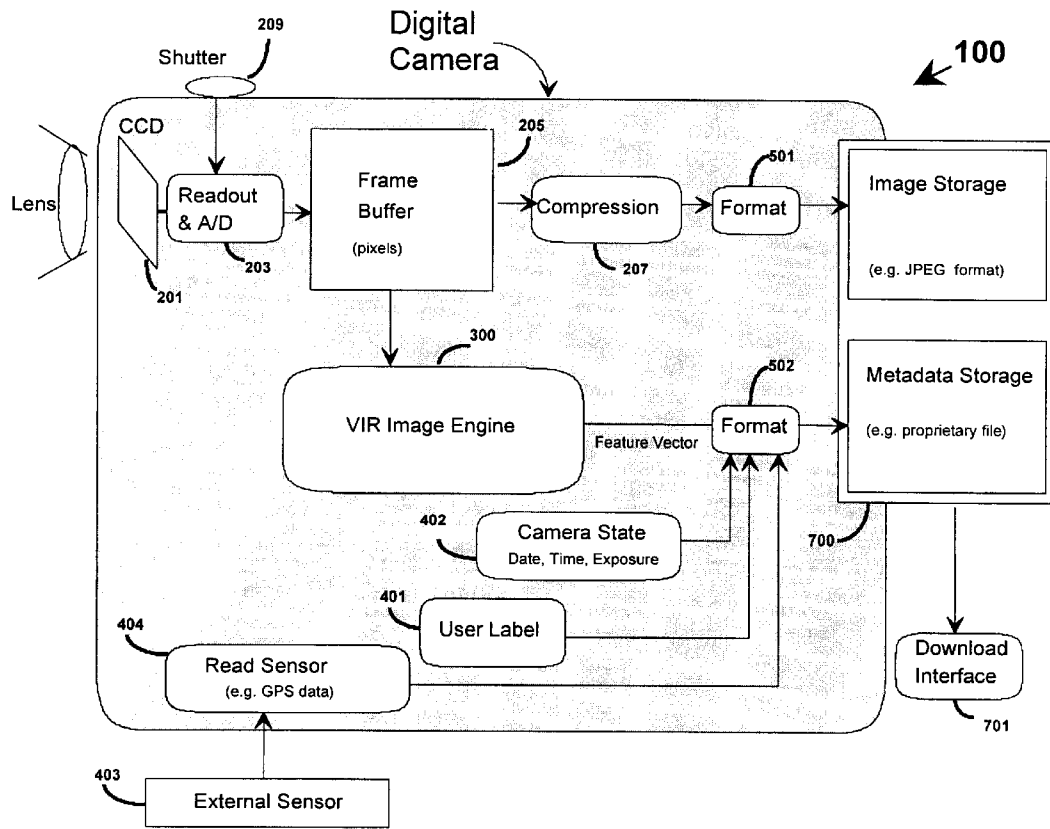 209
Shutter
Digital
Camera
100
CCD
205
501
Lens
Readout
& A/D
Frame
Buffer
(pixels)
Compression
Format
Image Storage
(e.g. JPEG format)
203
207
201
300
502
Metadata Storage
(e.g. proprietary file)
VIR Image Engine
Feature Vector
Format
402
Camera State
Date, Time, Exposure
700
401
User Label
404
Read Sensor
(e.g. GPS data)
Download
Interface
701
403
External Sensor